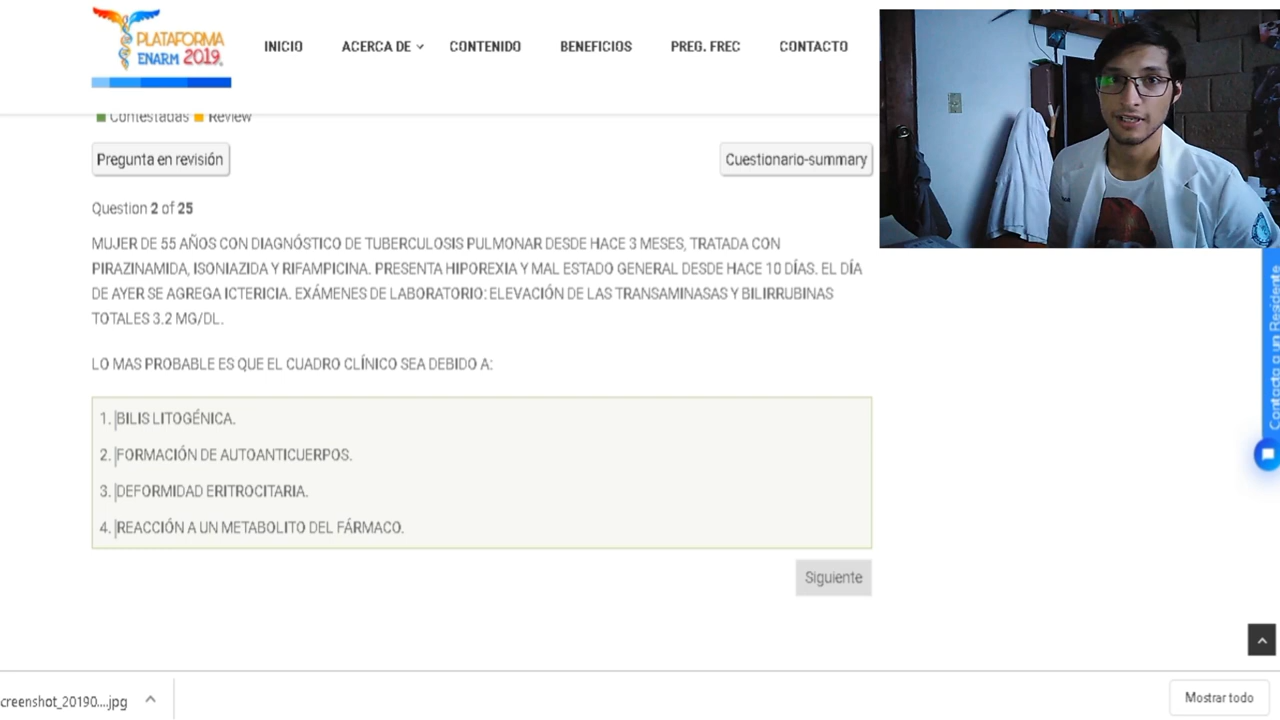 PLATAFORMA
ENARM 2019
INICIO
ACERCA DE
CONTENIDO
BENEFICIOS
PREG. FREC
CONTACTO
Contestadas Review
Pregunta en revisión
Cuestionario-summary
Question 2 of 25
MUJER DE 55 AÑOS CON DIAGNÓSTICO DE TUBERCULOSIS PULMONAR DESDE HACE 3 MESES, TRATADA CON
PIRAZINAMIDA, ISONIAZIDA Y RIFAMPICINA. PRESENTA HIPOREXIA Y MAL ESTADO GENERAL DESDE HACE 10 DÍAS. EL DÍA
DE AYER SE AGREGA ICTERICIA. EXÁMENES DE LABORATORIO: ELEVACIÓN DE LAS TRANSAMINASAS Y BILIRRUBINAS
TOTALES 3.2 MG/DL.
LO MAS PROBABLE ES QUE EL CUADRO CLÍNICO SEA DEBIDO A:
1. BILIS LITOGÉNICA.
2. FORMACIÓN DE AUTOANTICUERPOS.
3. DEFORMIDAD ERITROCITARIA.
4. REACCIÓN A UN METABOLITO DEL FÁRMACO.
Siguiente
Contacta a un Residente
creenshot_20190....jpg
Mostrar todo